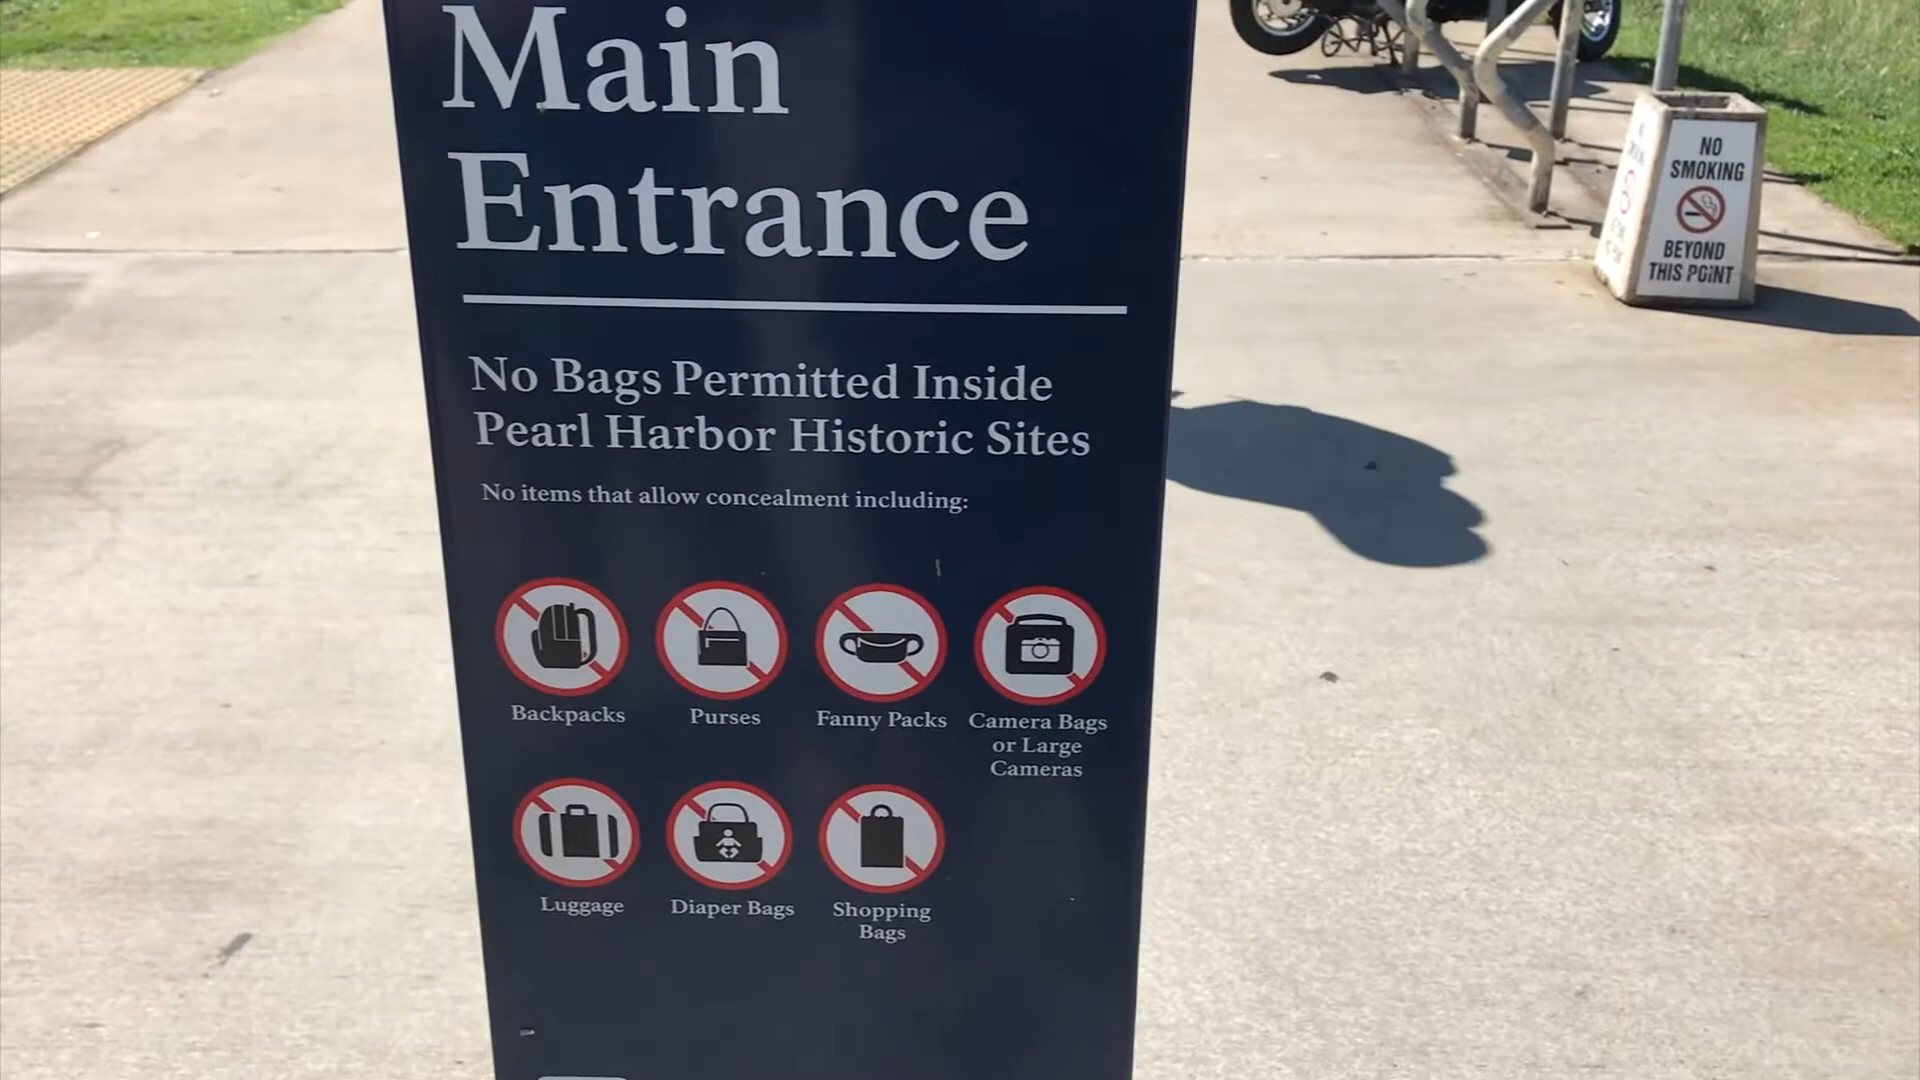 Main
Entrance
No Bags Permitted Inside
Pearl Harbor Historic Sites
No items that allow concealment including:
Backpacks
Purses
Fanny Packs
Camera Bags
or Large
Cameras
Luggage
Diaper Bags
Shopping
Bags
NO
SMOKING
BEYOND
THIS POINT